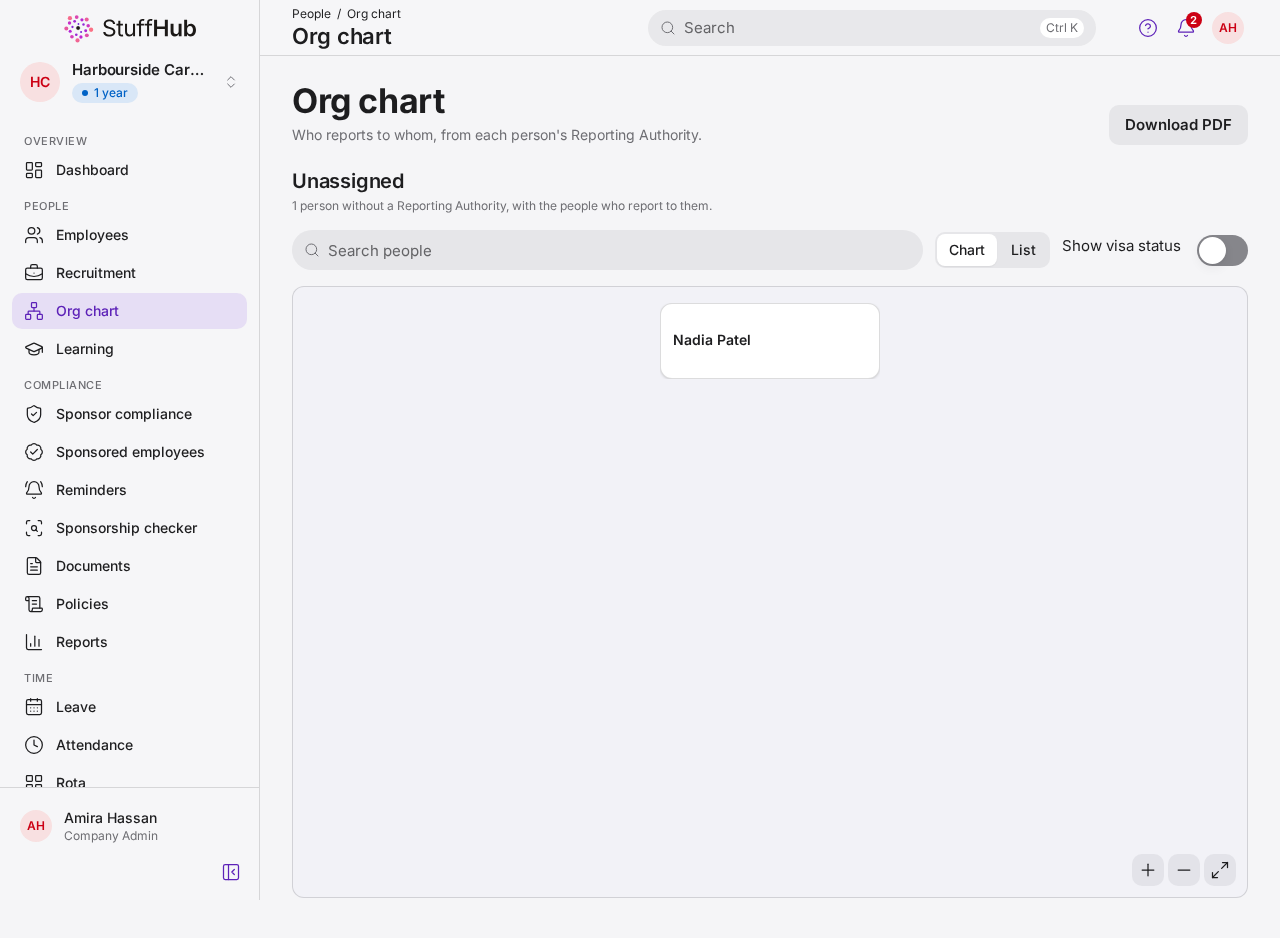 StuffHub
HC
Harbourside Car...
1 year
OVERVIEW
Dashboard
PEOPLE
Employees
Recruitment
Org chart
Learning
COMPLIANCE
Sponsor compliance
Sponsored employees
Reminders
Sponsorship checker
Documents
Policies
Reports
TIME
Leave
Attendance
Rota
AH
Amira Hassan
Company Admin
People / Org chart
Org chart
Search
Ctrl K
2
AH
Org chart
Who reports to whom, from each person's Reporting Authority.
Download PDF
Unassigned
1 person without a Reporting Authority, with the people who report to them.
Search people
Chart
List
Show visa status
Nadia Patel